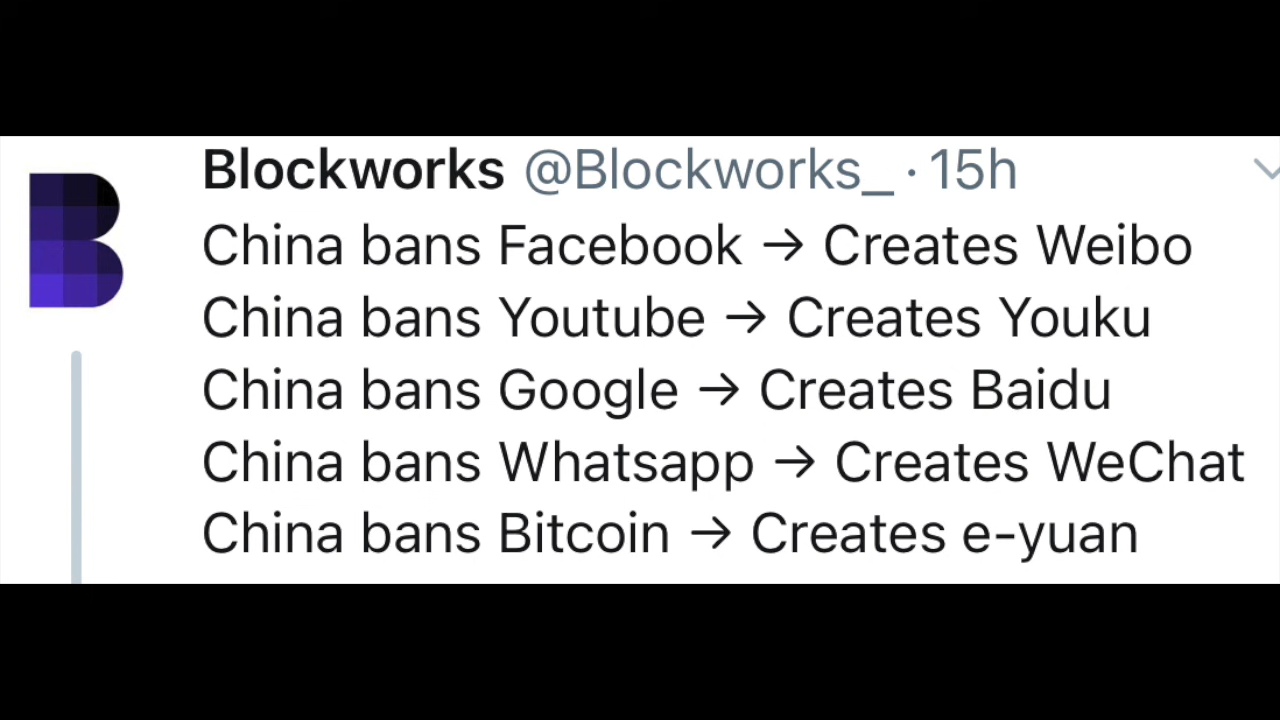 Blockworks @Blockworks_ · 15h
China bans Facebook → Creates Weibo
China bans Youtube → Creates Youku
China bans Google → Creates Baidu
China bans Whatsapp → Creates WeChat
China bans Bitcoin → Creates e-yuan